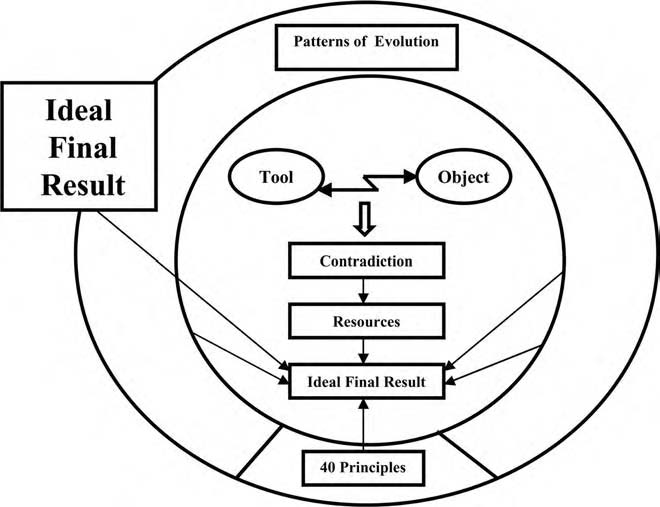 Patterns of Evolution
Ideal
Final
Result
Tool
Object
Contradiction
Resources
Ideal Final Result
40 Principles